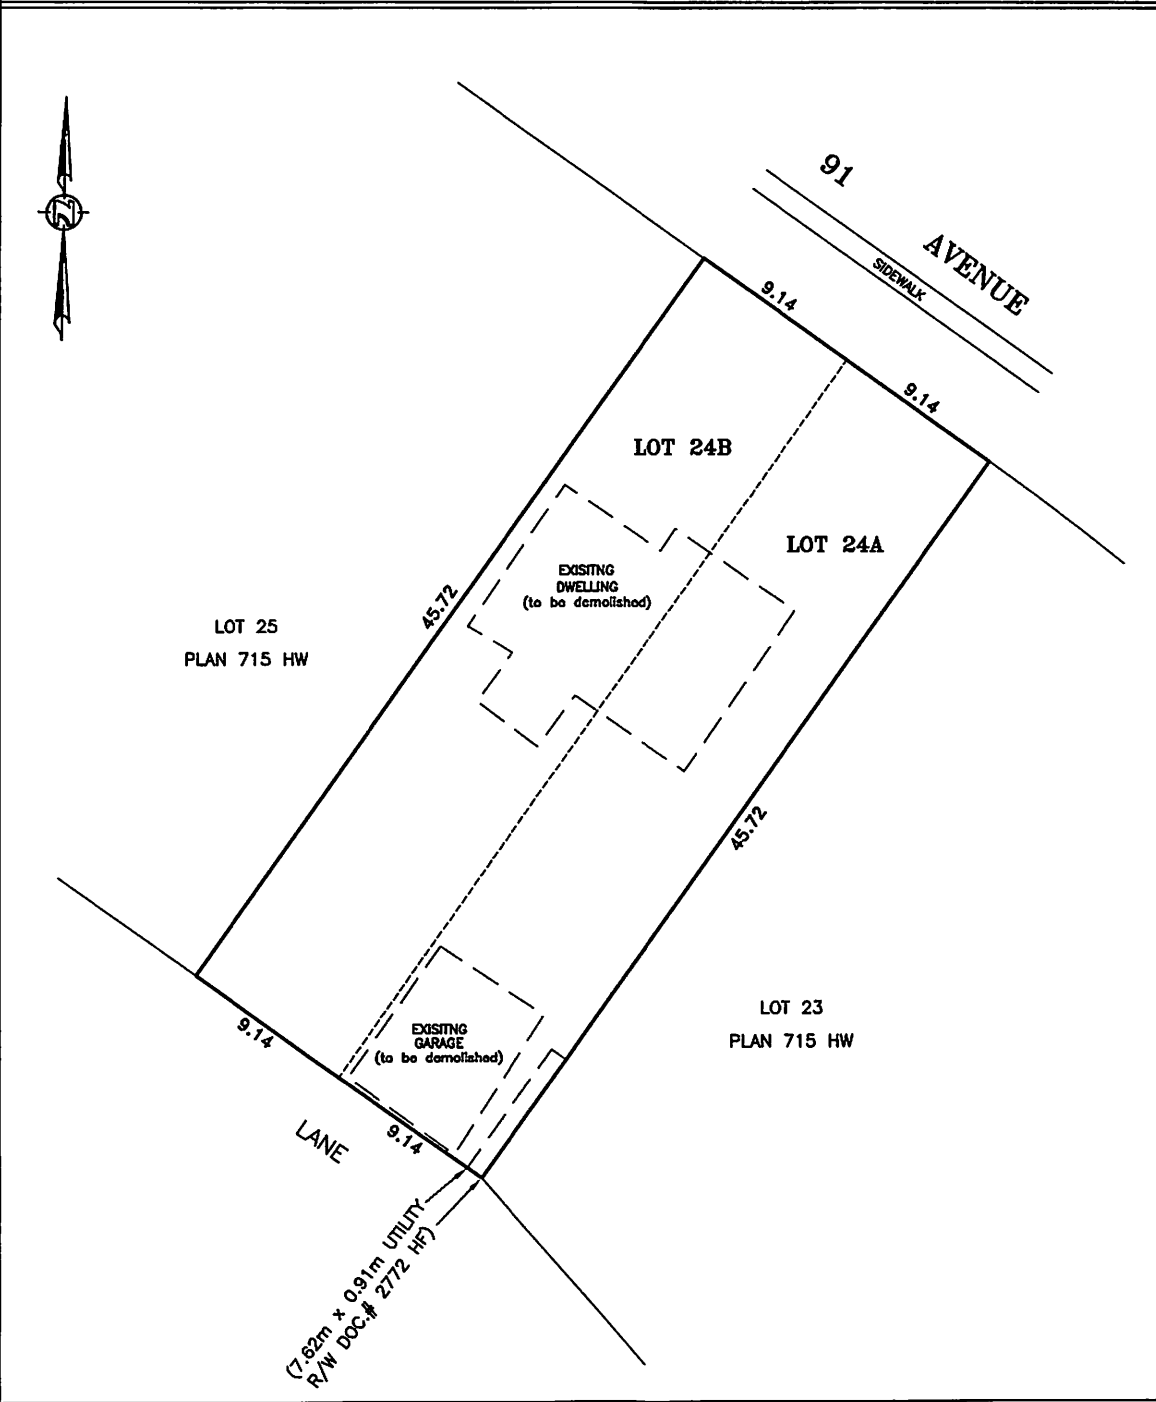 91
AVENUE
SIDEWALK
N
9.14
9.14
LOT 24B
LOT 24A
EXISITNG
DWELLING
(to be demolished)
45.72
LOT 25
PLAN 715 HW
45.72
LOT 23
PLAN 715 HW
EXISITNG
GARAGE
(to be demolished)
9.14
9.14
LANE
(7.62m x 0.91m UTILITY
R/W DOC.# 2772 HF)